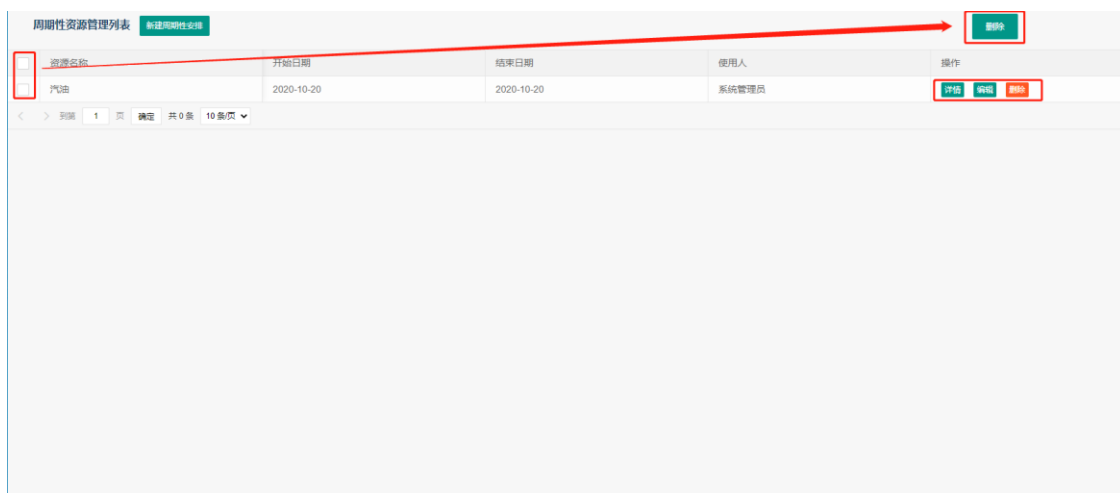 周期性资源管理列表 新建周期性安排 删除
资源名称 开始日期 结束日期 使用人 操作
汽油 2020-10-20 2020-10-20 系统管理员 详情 编辑 删除
< > 到第 1 页 确定 共 0 条 10 条/页